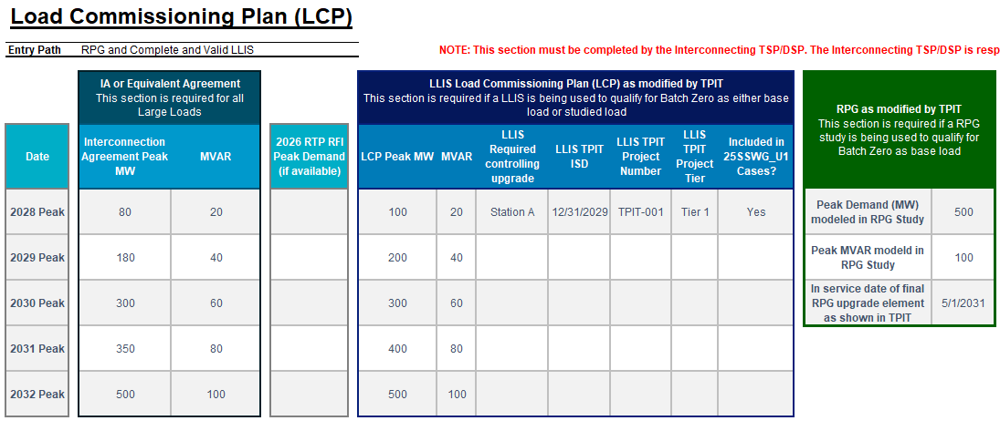 Load Commissioning Plan (LCP)
Entry Path RPG and Complete and Valid LLIS
NOTE: This section must be completed by the Interconnecting TSP/DSP. The Interconnecting TSP/DSP is resp
IA or Equivalent Agreement
This section is required for all
Large Loads
LLIS Load Commissioning Plan (LCP) as modified by TPIT
This section is required if a LLIS is being used to qualify for Batch Zero as either base
load or studied load
RPG as modified by TPIT
This section is required if a RPG
study is being used to qualify for
Batch Zero as base load
Date
Interconnection
Agreement Peak
MW
MVAR
2026 RTP RFI
Peak Demand
(if available)
LCP Peak MW
MVAR
LLIS
Required
controlling
upgrade
LLIS TPIT
ISD
LLIS TPIT
Project
Number
LLIS
TPIT
Project
Tier
Included in
25SSWG_U1
Cases?
2028 Peak 80 20 100 20 Station A 12/31/2029 TPIT-001 Tier 1 Yes
2029 Peak 180 40 200 40
2030 Peak 300 60 300 60
2031 Peak 350 80 400 80
2032 Peak 500 100 500 100
Peak Demand (MW)
modeled in RPG Study
500
Peak MVAR modeld in
RPG Study
100
In service date of final
RPG upgrade element
as shown in TPIT
5/1/2031